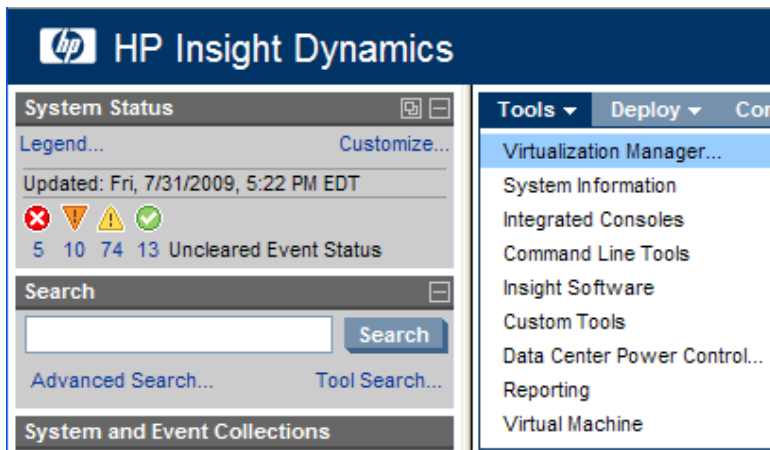 hp HP Insight Dynamics
System Status
Legend... Customize...
Updated: Fri, 7/31/2009, 5:22 PM EDT
5 10 74 13 Uncleared Event Status
Search
Search
Advanced Search... Tool Search...
System and Event Collections
Tools Deploy Cor
Virtualization Manager...
System Information
Integrated Consoles
Command Line Tools
Insight Software
Custom Tools
Data Center Power Control...
Reporting
Virtual Machine